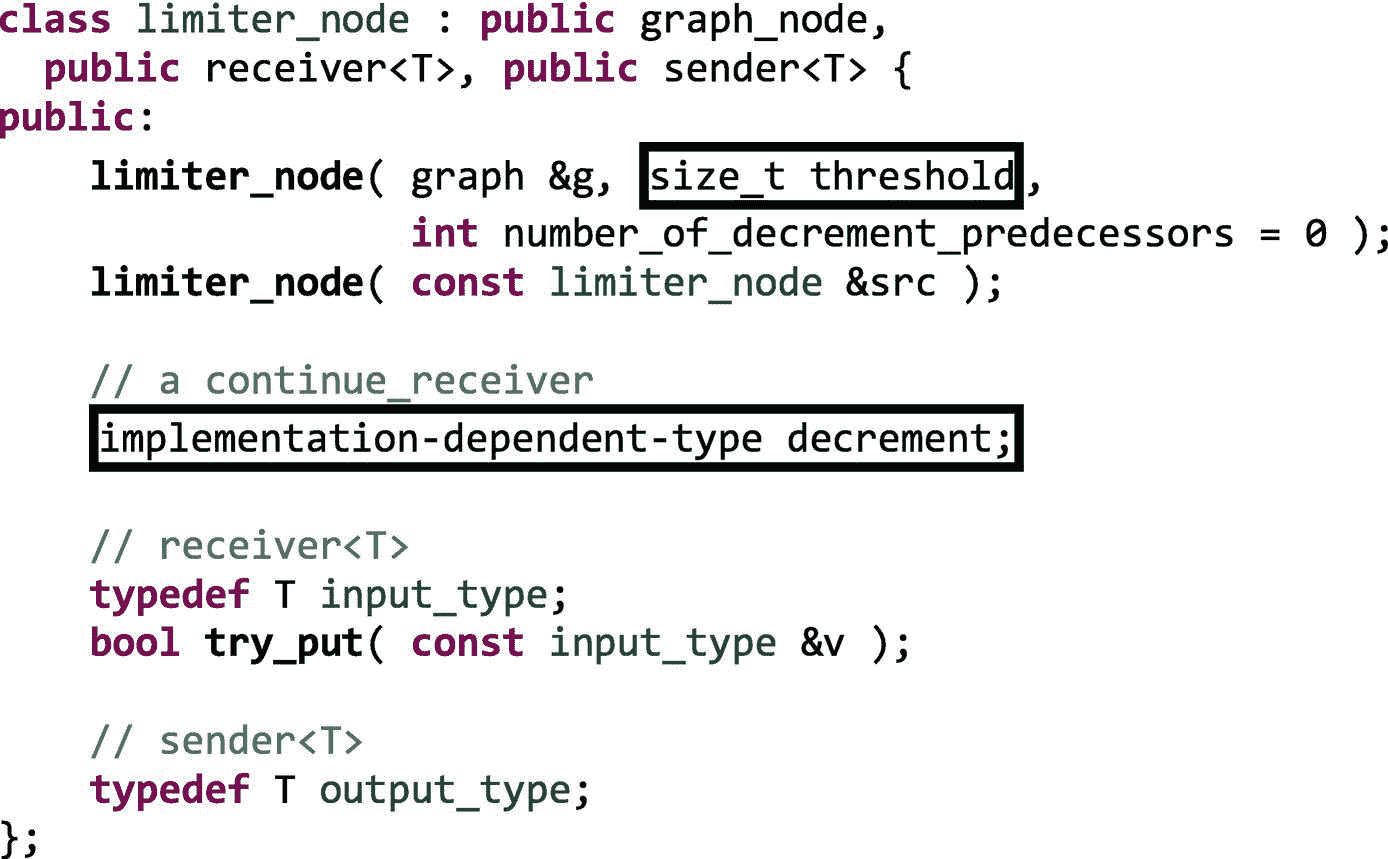 class limiter_node : public graph_node,
  public receiver<T>, public sender<T> {
public:
    limiter_node( graph &g, size_t threshold,
                  int number_of_decrement_predecessors = 0 );
    limiter_node( const limiter_node &src );
    // a continue_receiver
    implementation-dependent-type decrement;
    // receiver<T>
    typedef T input_type;
    bool try_put( const input_type &v );
    // sender<T>
    typedef T output_type;
};